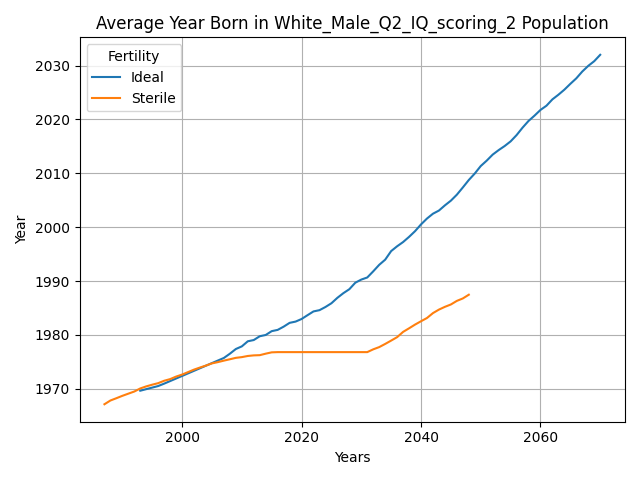 Average Year Born in White_Male_Q2_IQ_scoring_2 Population
Fertility
Ideal
Sterile
2030
2020
2010
2000
1990
1980
1970
Year
2000
2020
2040
2060
Years